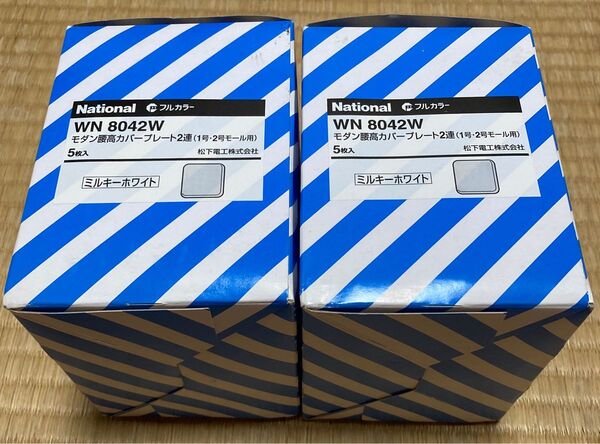 National フルカラー
WN 8042W
モダン腰高カバープレート2連(1号・2号モール用)
5枚入 松下電工株式会社
ミルキーホワイト
National フルカラー
WN 8042W
モダン腰高カバープレート2連(1号・2号モール用)
5枚入 松下電工株式会社
ミルキーホワイト